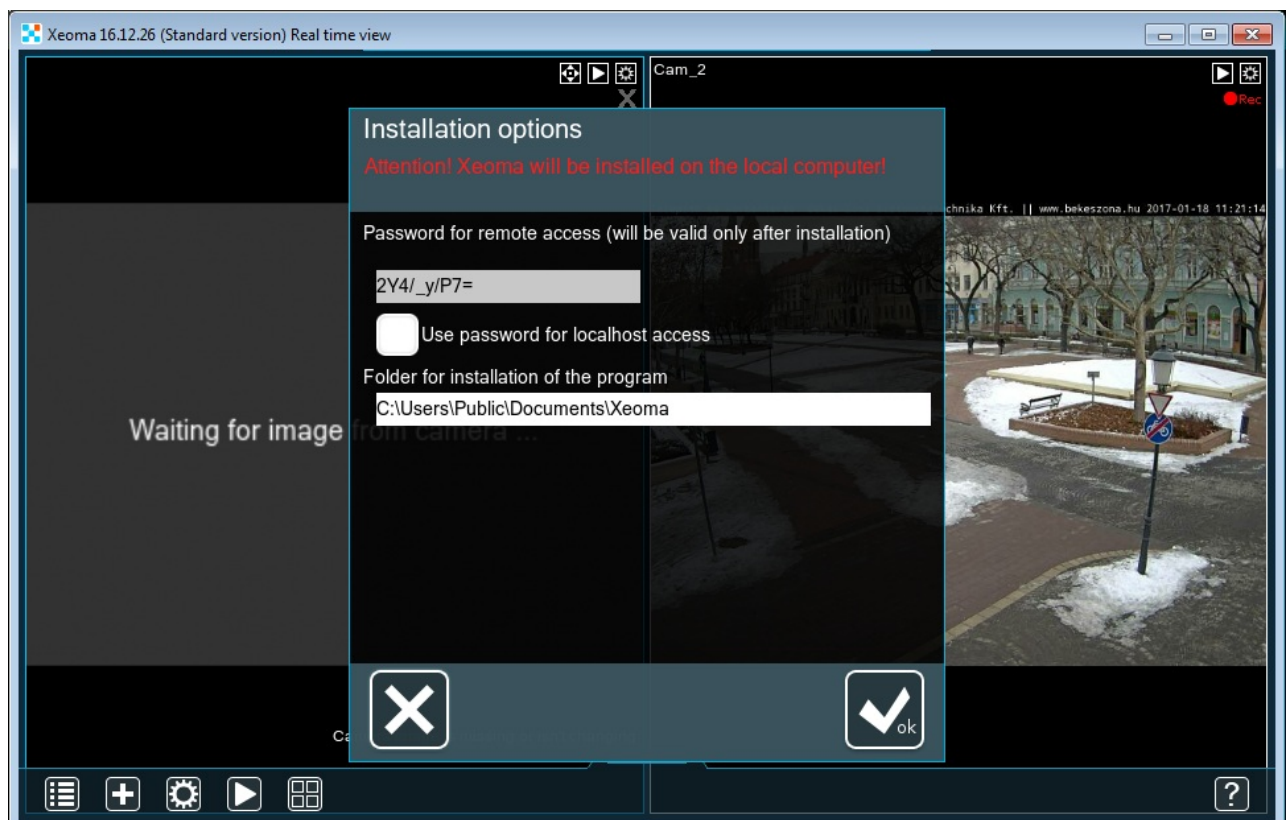 Xeoma 16.12.26 (Standard version) Real time view
Cam_2
Rec
Installation options
Attention! Xeoma will be installed on the local computer!
chnika Kft. || www.bekeszona.hu 2017-01-18 11:21:14
Password for remote access (will be valid only after installation)
2Y4/_y/P7=
Use password for localhost access
Folder for installation of the program
C:\Users\Public\Documents\Xeoma
Waiting for image from camera ...
ok
?